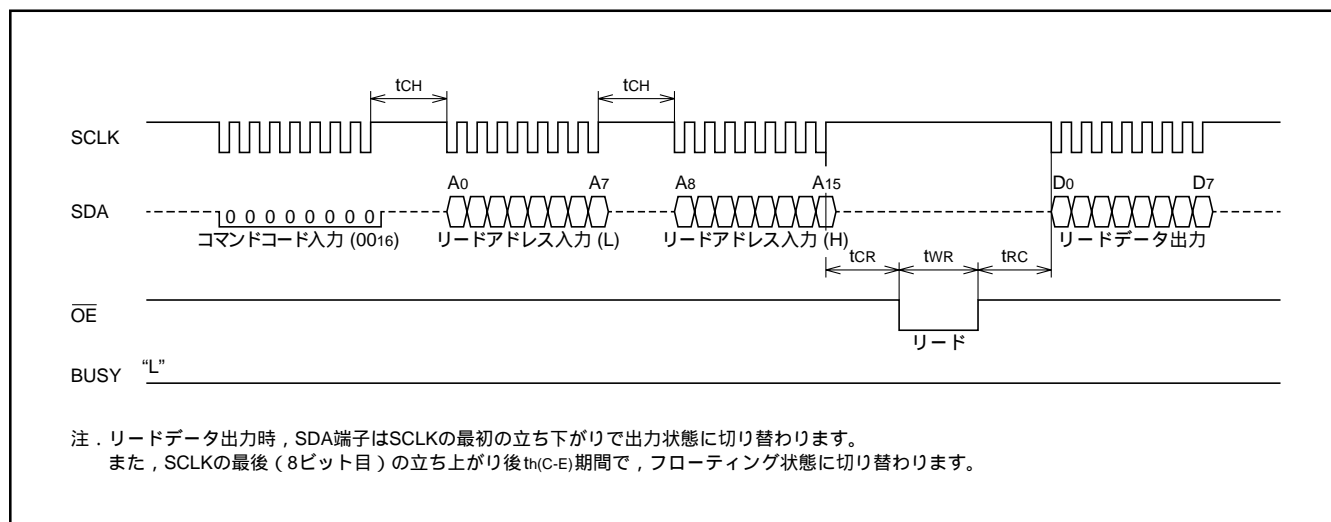 tCH tCH
SCLK
A0 A7 A8 A15 D0 D7
SDA 0 0 0 0 0 0 0 0
コマンドコード入力 (0016) リードアドレス入力 (L) リードアドレス入力 (H) リードデータ出力
tCR tWR tRC
OE
リード
BUSY “L”
注．リードデータ出力時，SDA端子はSCLKの最初の立ち下がりで出力状態に切り替わります。
また，SCLKの最後（8ビット目）の立ち上がり後th(C-E)期間で，フローティング状態に切り替わります。